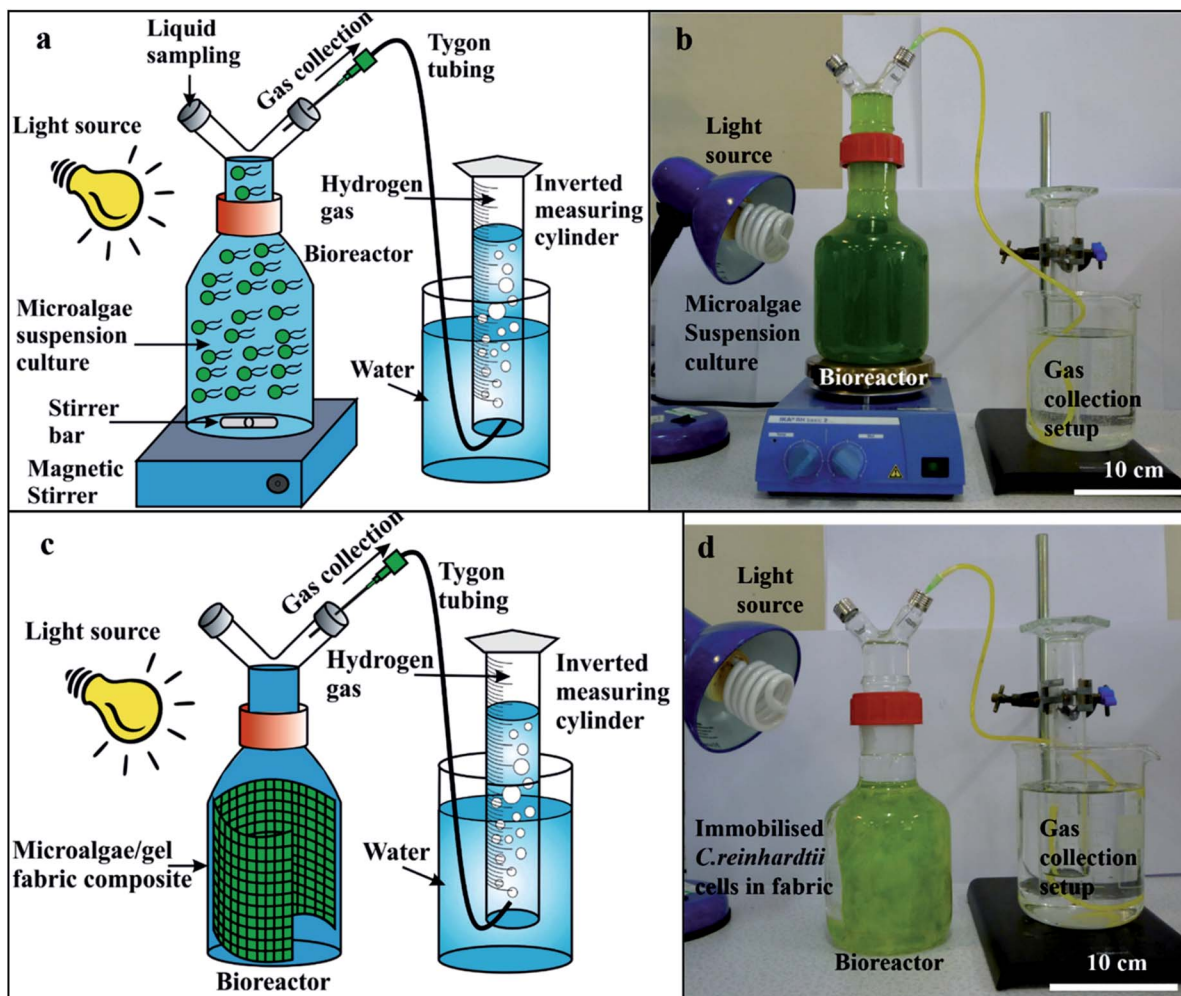 a
Liquid
sampling
Gas collection
Tygon
tubing
Light source
Hydrogen
gas
Inverted
measuring
cylinder
Bioreactor
Microalgae
suspension
culture
Water
Stirrer
bar
Magnetic
Stirrer
b
Light
source
Microalgae
Suspension
culture
Bioreactor
Gas
collection
setup
10 cm
c
Gas collection
Tygon
tubing
Light source
Hydrogen
gas
Inverted
measuring
cylinder
Microalgae/gel
fabric composite
Water
Bioreactor
d
Light
source
Immobilised
C.reinhardtii
cells in fabric
Gas
collection
setup
Bioreactor
10 cm